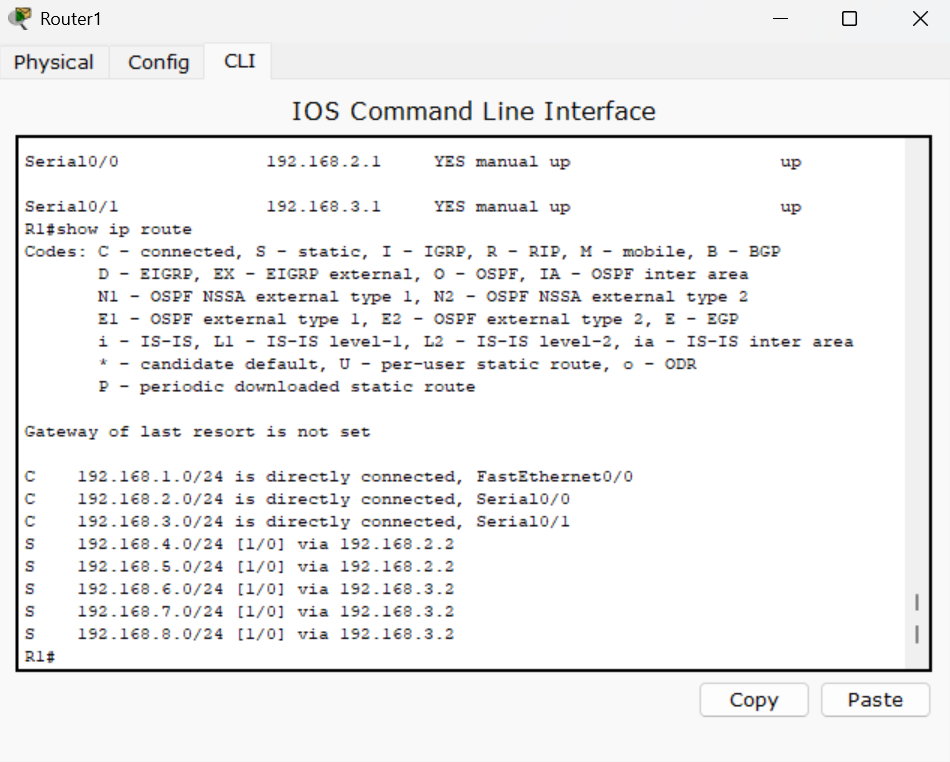 Router1
Physical Config CLI
IOS Command Line Interface
Serial0/0 192.168.2.1 YES manual up up
Serial0/1 192.168.3.1 YES manual up up
R1#show ip route
Codes: C - connected, S - static, I - IGRP, R - RIP, M - mobile, B - BGP
D - EIGRP, EX - EIGRP external, O - OSPF, IA - OSPF inter area
N1 - OSPF NSSA external type 1, N2 - OSPF NSSA external type 2
E1 - OSPF external type 1, E2 - OSPF external type 2, E - EGP
i - IS-IS, L1 - IS-IS level-1, L2 - IS-IS level-2, ia - IS-IS inter area
* - candidate default, U - per-user static route, o - ODR
P - periodic downloaded static route
Gateway of last resort is not set
C 192.168.1.0/24 is directly connected, FastEthernet0/0
C 192.168.2.0/24 is directly connected, Serial0/0
C 192.168.3.0/24 is directly connected, Serial0/1
S 192.168.4.0/24 [1/0] via 192.168.2.2
S 192.168.5.0/24 [1/0] via 192.168.2.2
S 192.168.6.0/24 [1/0] via 192.168.3.2
S 192.168.7.0/24 [1/0] via 192.168.3.2
S 192.168.8.0/24 [1/0] via 192.168.3.2
R1#
Copy Paste